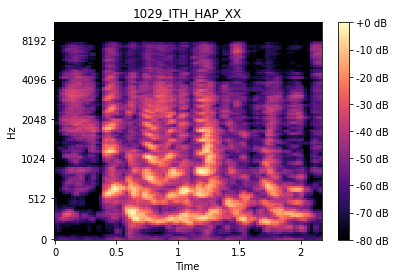 1029_ITH_HAP_XX
+0 dB
8192
-10 dB
4096
-20 dB
-30 dB
2048
Hz
-40 dB
1024
-50 dB
512
-60 dB
-70 dB
0
-80 dB
0 0.5 1 1.5 2
Time